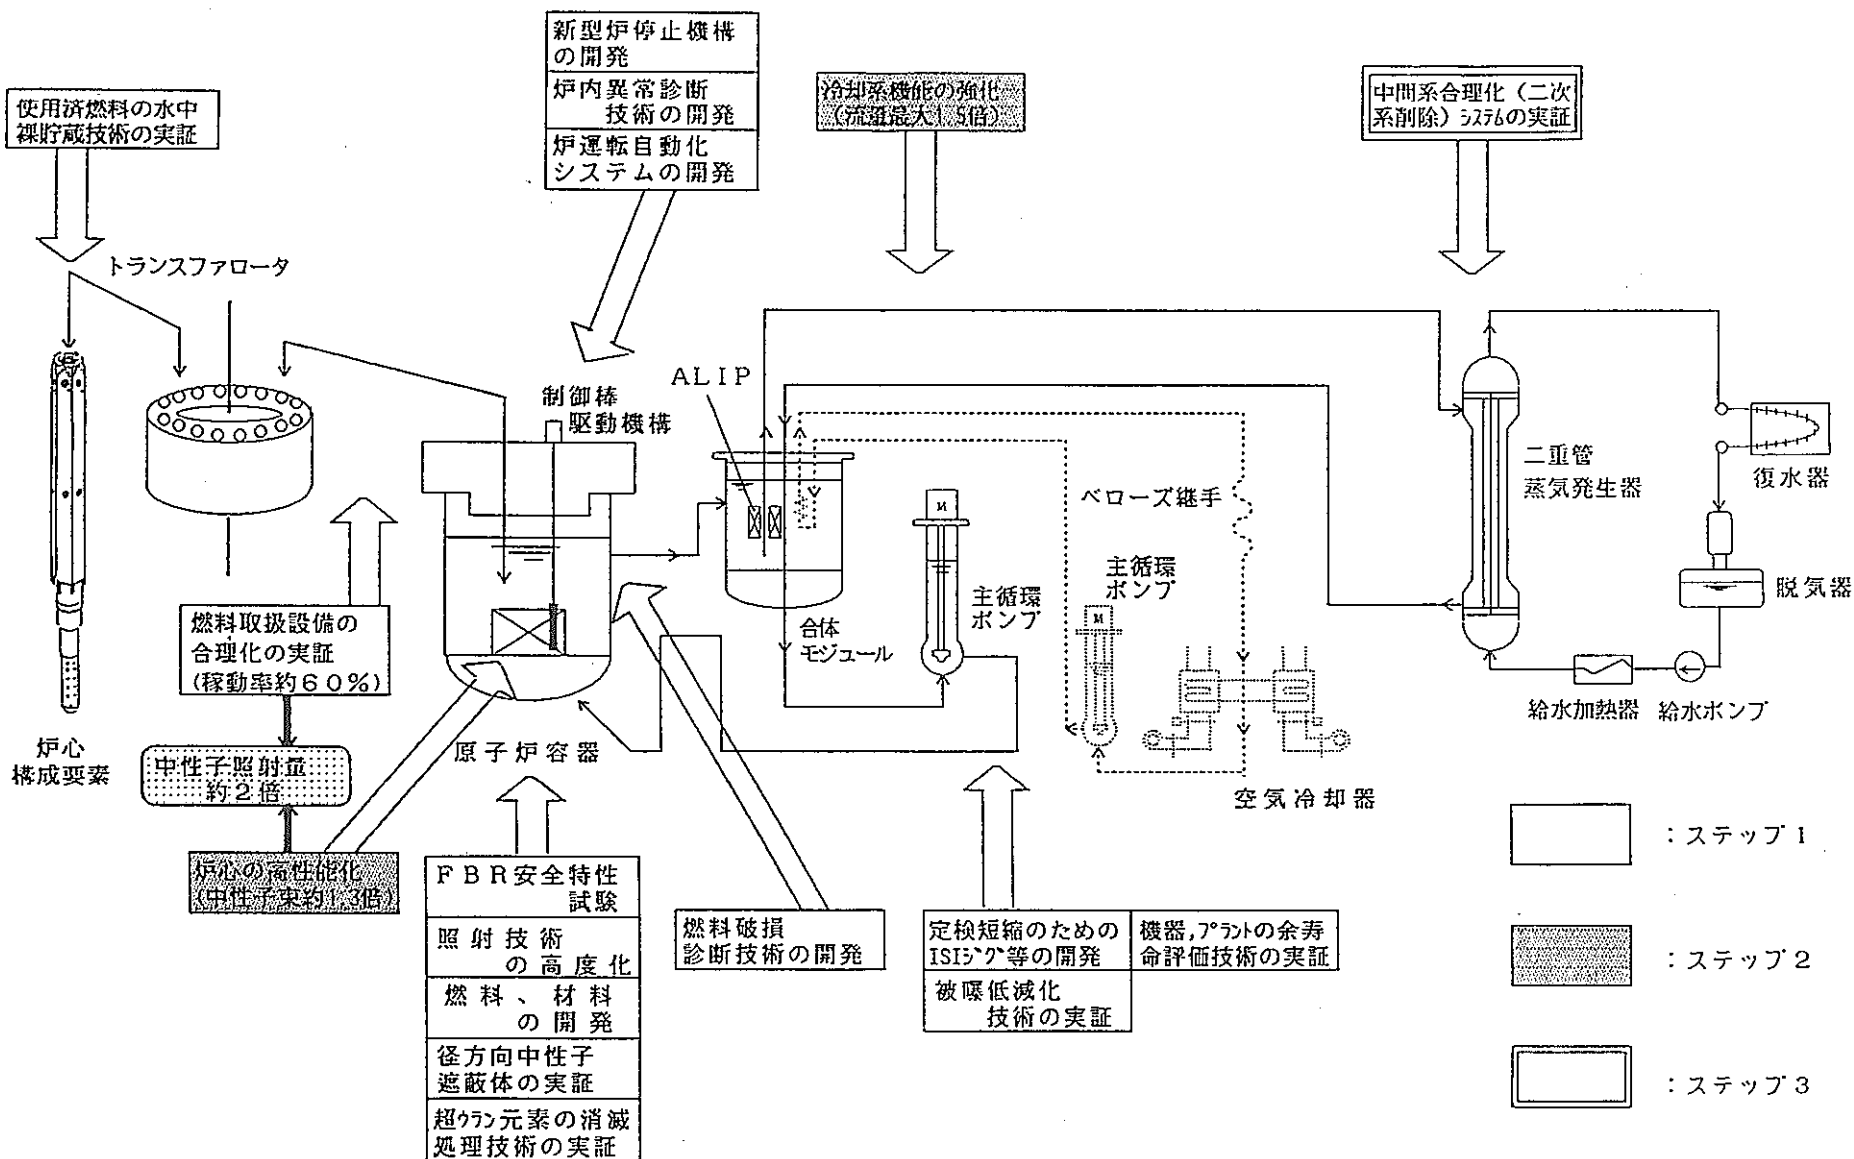 新型炉停止機構
の開発
炉内異常診断
技術の開発
炉運転自動化
システムの開発
冷却系機能の強化
(流量最大1.5倍)
中間系合理化（二次
系削除）システムの実証
使用済燃料の水中
裸貯蔵技術の実証
トランスファロータ
ALIP
制御棒
駆動機構
二重管
蒸気発生器
復水器
ベローズ継手
M
主循環
ポンプ
主循環
ポンプ
M
脱気器
合体
モジュール
燃料取扱設備の
合理化の実証
(稼動率約60%)
給水加熱器
給水ポンプ
炉心
構成要素
原子炉容器
中性子照射量
約2倍
空気冷却器
炉心の高性能化
(中性子束約1.3倍)
FBR安全特性
試験
照射技術
の高度化
燃料、材料
の開発
径方向中性子
遮蔽体の実証
超ウラン元素の消滅
処理技術の実証
燃料破損
診断技術の開発
定検短縮のための
ISIジグ等の開発
機器,プラントの余寿
命評価技術の実証
被曝低減化
技術の実証
：ステップ1
：ステップ2
：ステップ3